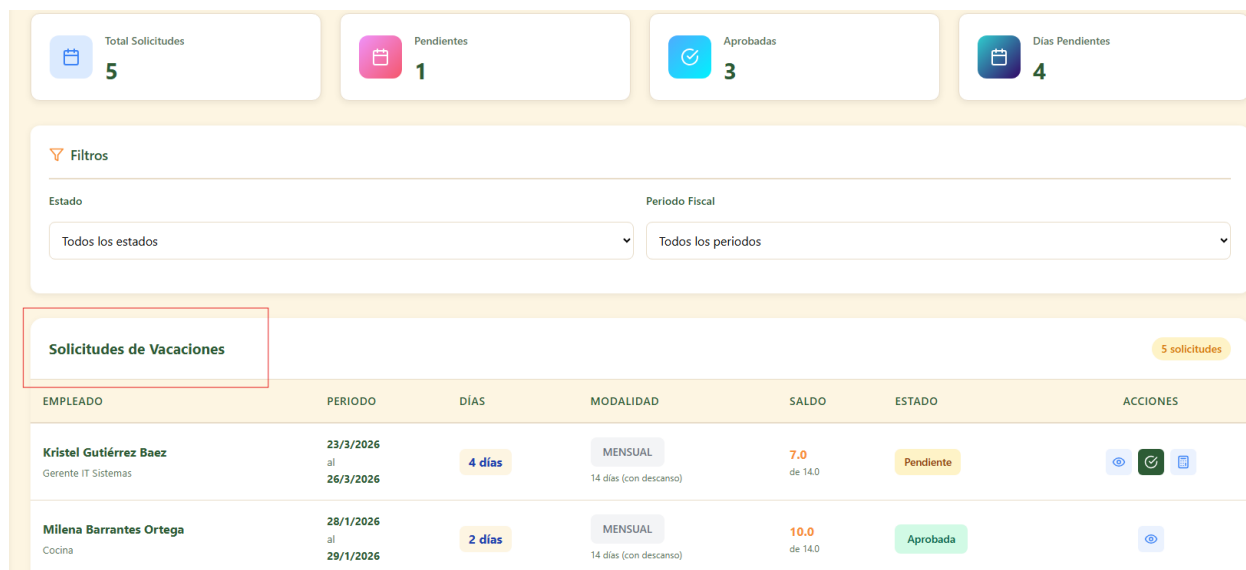 Total Solicitudes
5
Pendientes
1
Aprobadas
3
Días Pendientes
4
Filtros
Estado
Periodo Fiscal
Todos los estados
Todos los periodos
Solicitudes de Vacaciones
5 solicitudes
EMPLEADO PERIODO DÍAS MODALIDAD SALDO ESTADO ACCIONES
Kristel Gutiérrez Baez
Gerente IT Sistemas
23/3/2026
al
26/3/2026
4 días
MENSUAL
14 días (con descanso)
7.0
de 14.0
Pendiente
Milena Barrantes Ortega
Cocina
28/1/2026
al
29/1/2026
2 días
MENSUAL
14 días (con descanso)
10.0
de 14.0
Aprobada